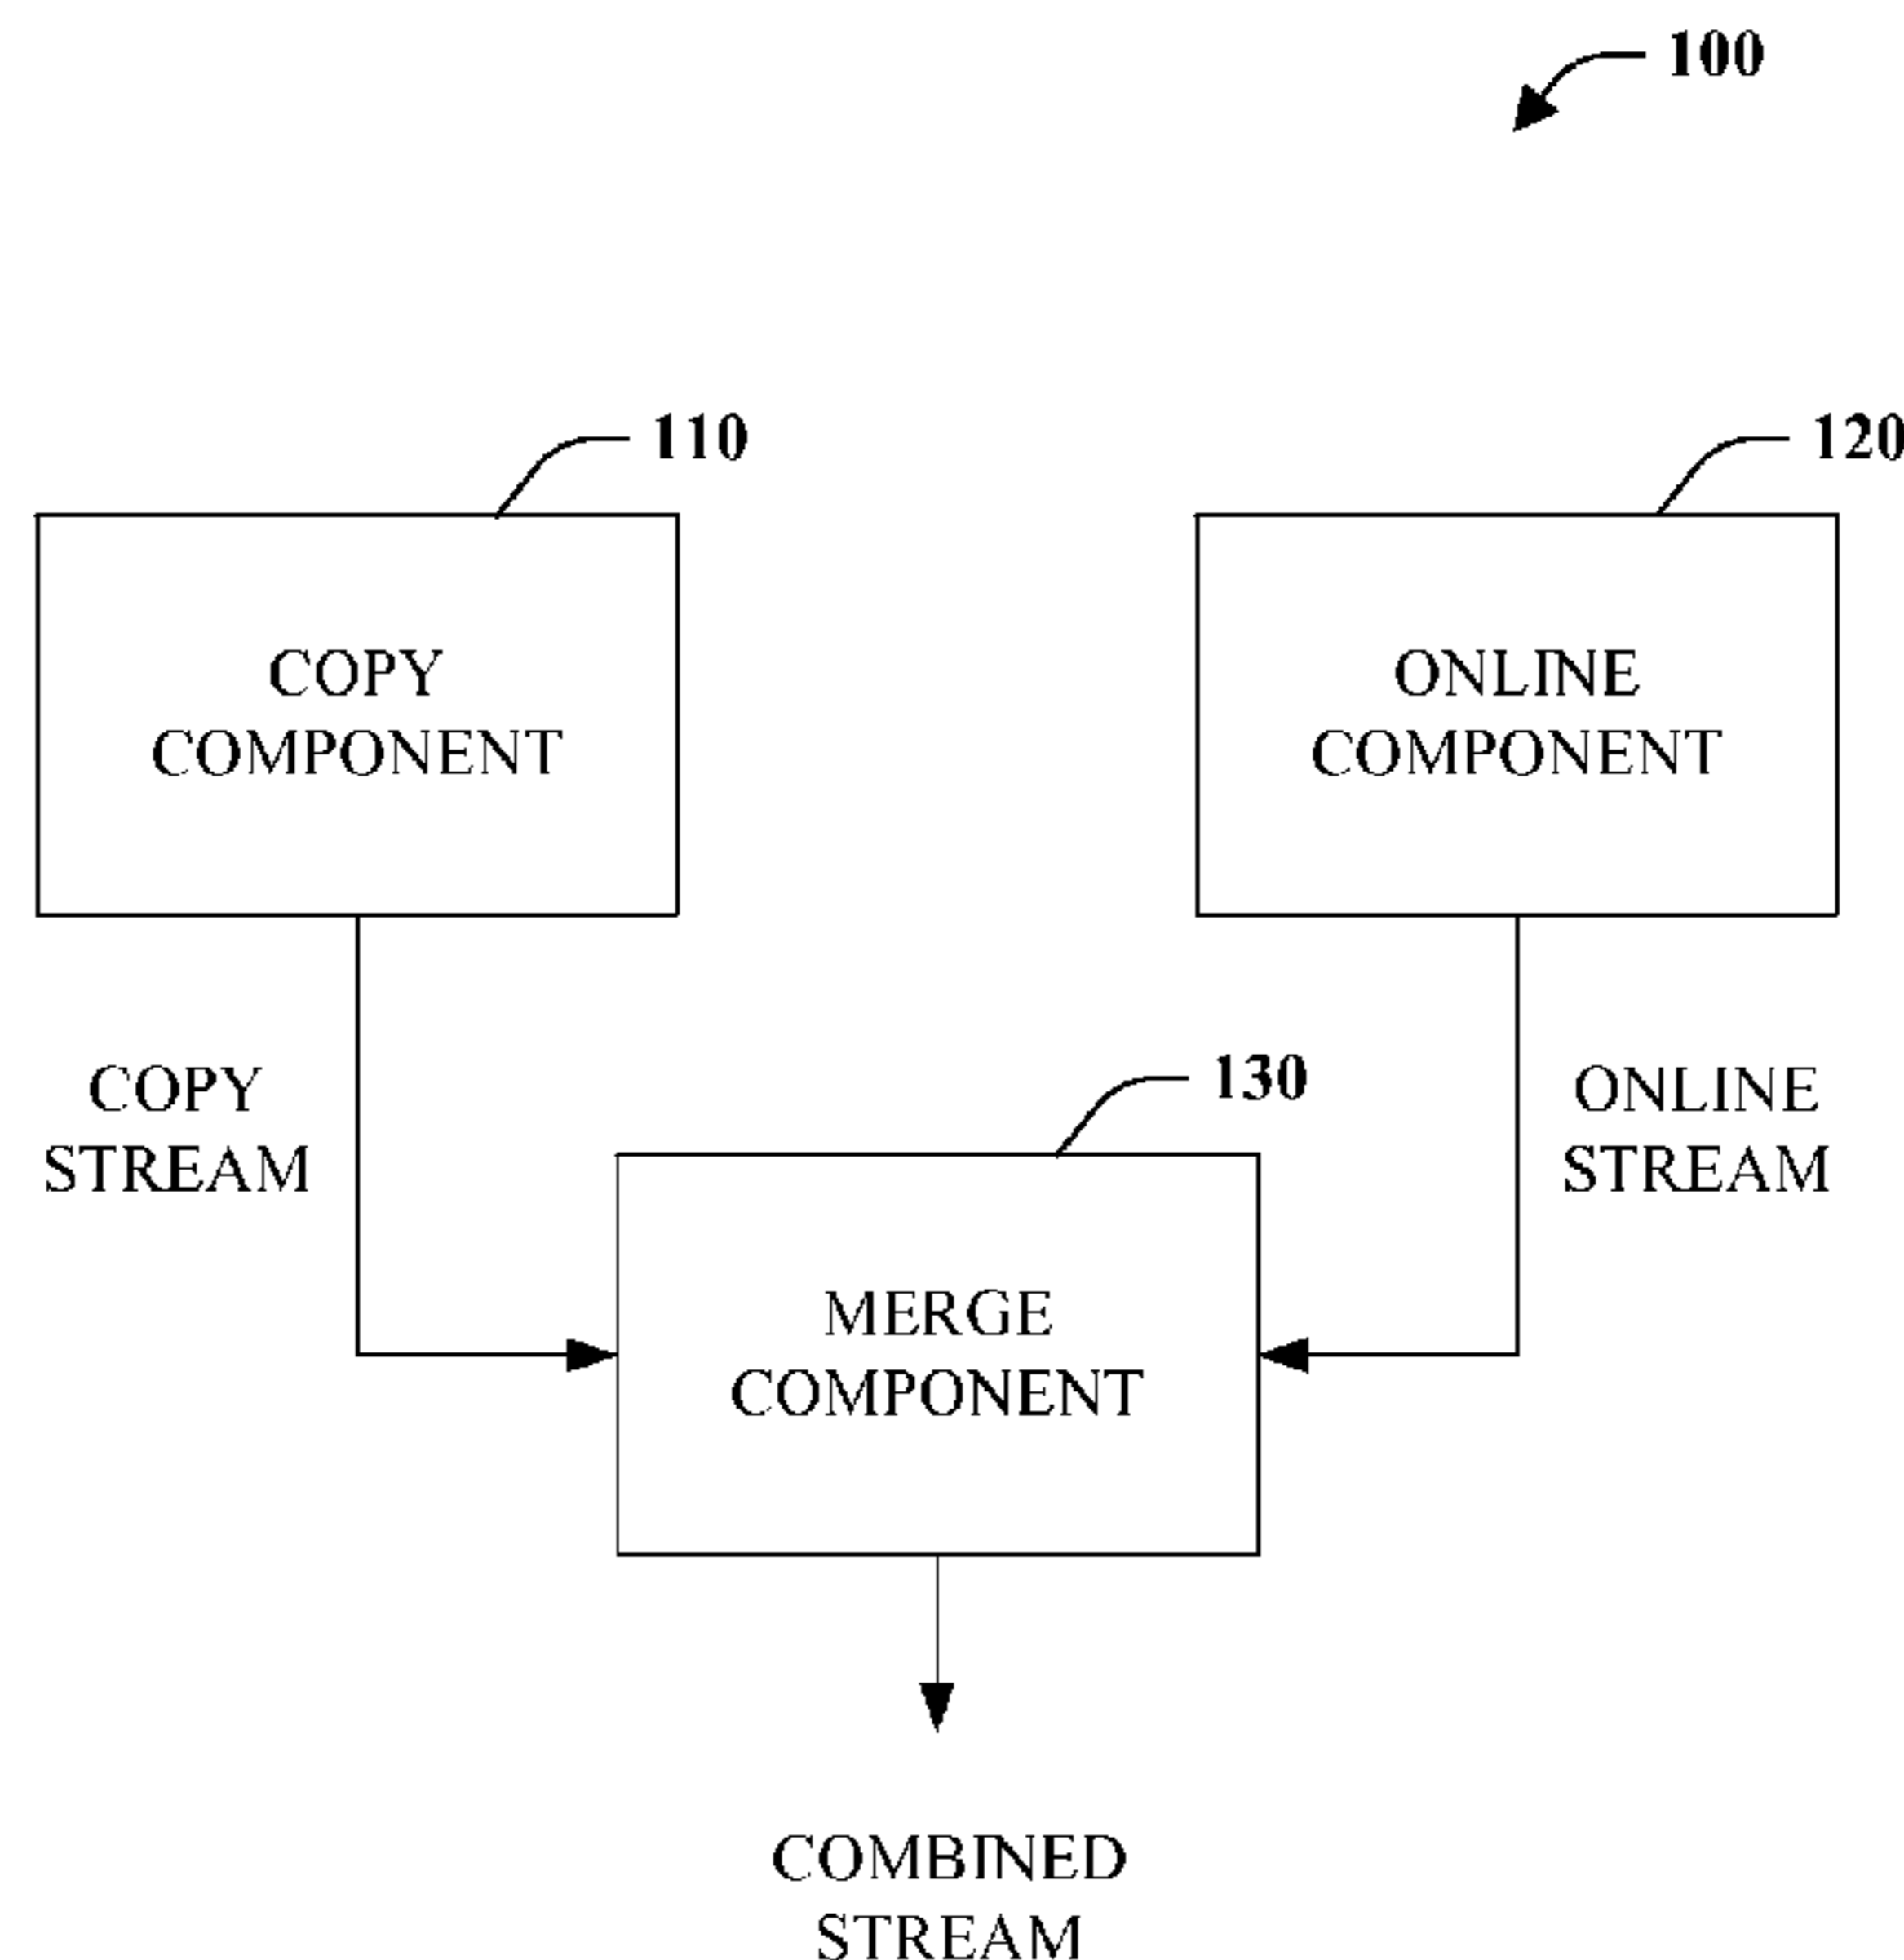 100
110
120
COPY
COMPONENT
ONLINE
COMPONENT
COPY
STREAM
130
ONLINE
STREAM
MERGE
COMPONENT
COMBINED
STREAM